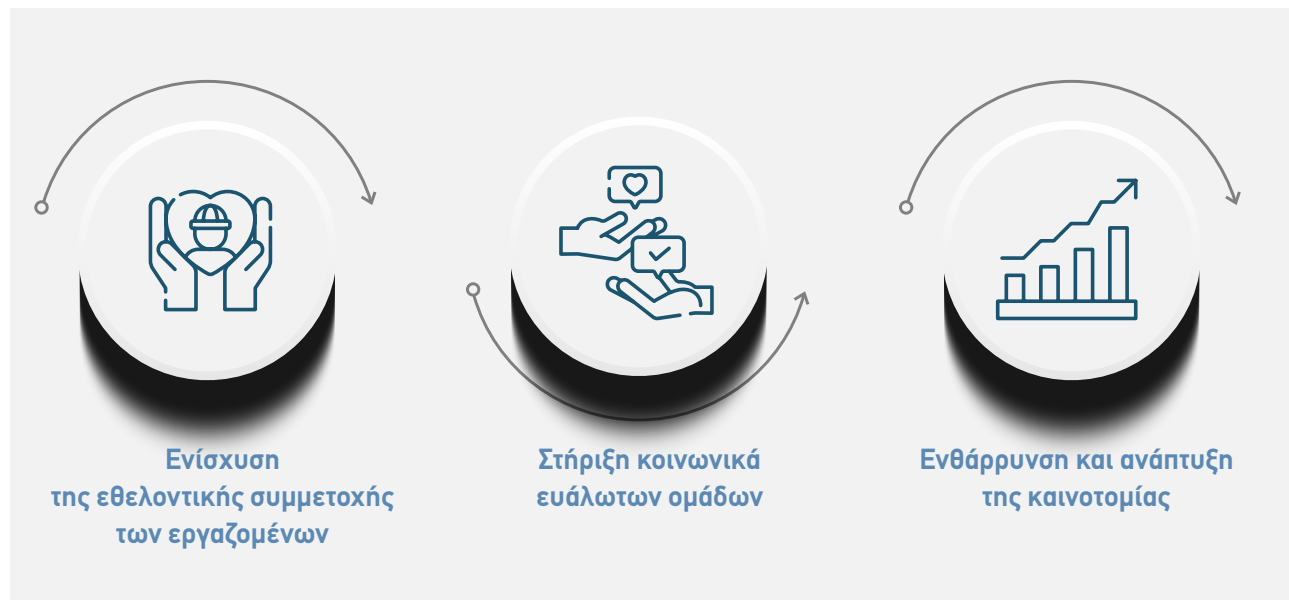 Ενίσχυση
της εθελοντικής συμμετοχής
των εργαζομένων
Στήριξη κοινωνικά
ευάλωτων ομάδων
Ενθάρρυνση και ανάπτυξη
της καινοτομίας